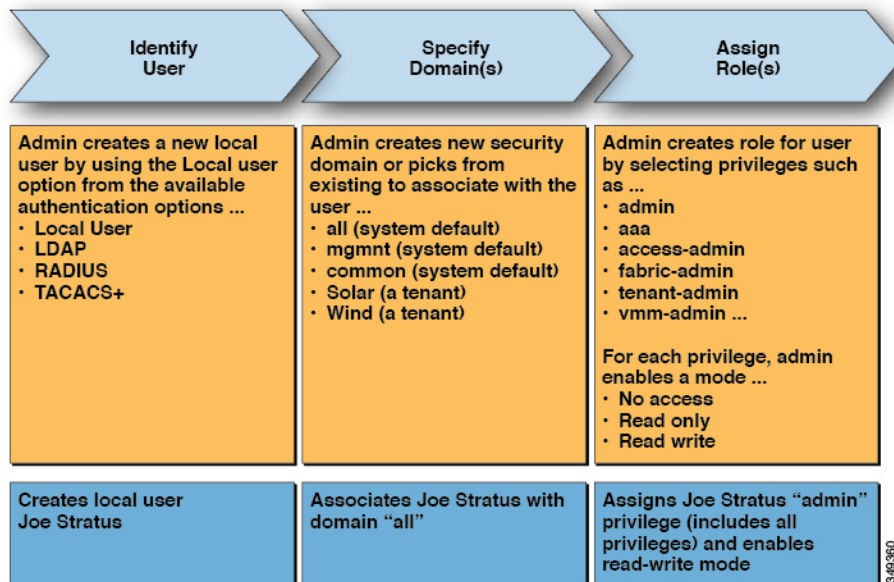 Identify
User
Specify
Domain(s)
Assign
Role(s)
Admin creates a new local
user by using the Local user
option from the available
authentication options ...
• Local User
• LDAP
• RADIUS
• TACACS+
Admin creates new security
domain or picks from
existing to associate with the
user ...
• all (system default)
• mgmnt (system default)
• common (system default)
• Solar (a tenant)
• Wind (a tenant)
Admin creates role for user
by selecting privileges such
as ...
• admin
• aaa
• access-admin
• fabric-admin
• tenant-admin
• vmm-admin ...
For each privilege, admin
enables a mode ...
• No access
• Read only
• Read write
Creates local user
Joe Stratus
Associates Joe Stratus with
domain “all”
Assigns Joe Stratus “admin”
privilege (includes all
privileges) and enables
read-write mode